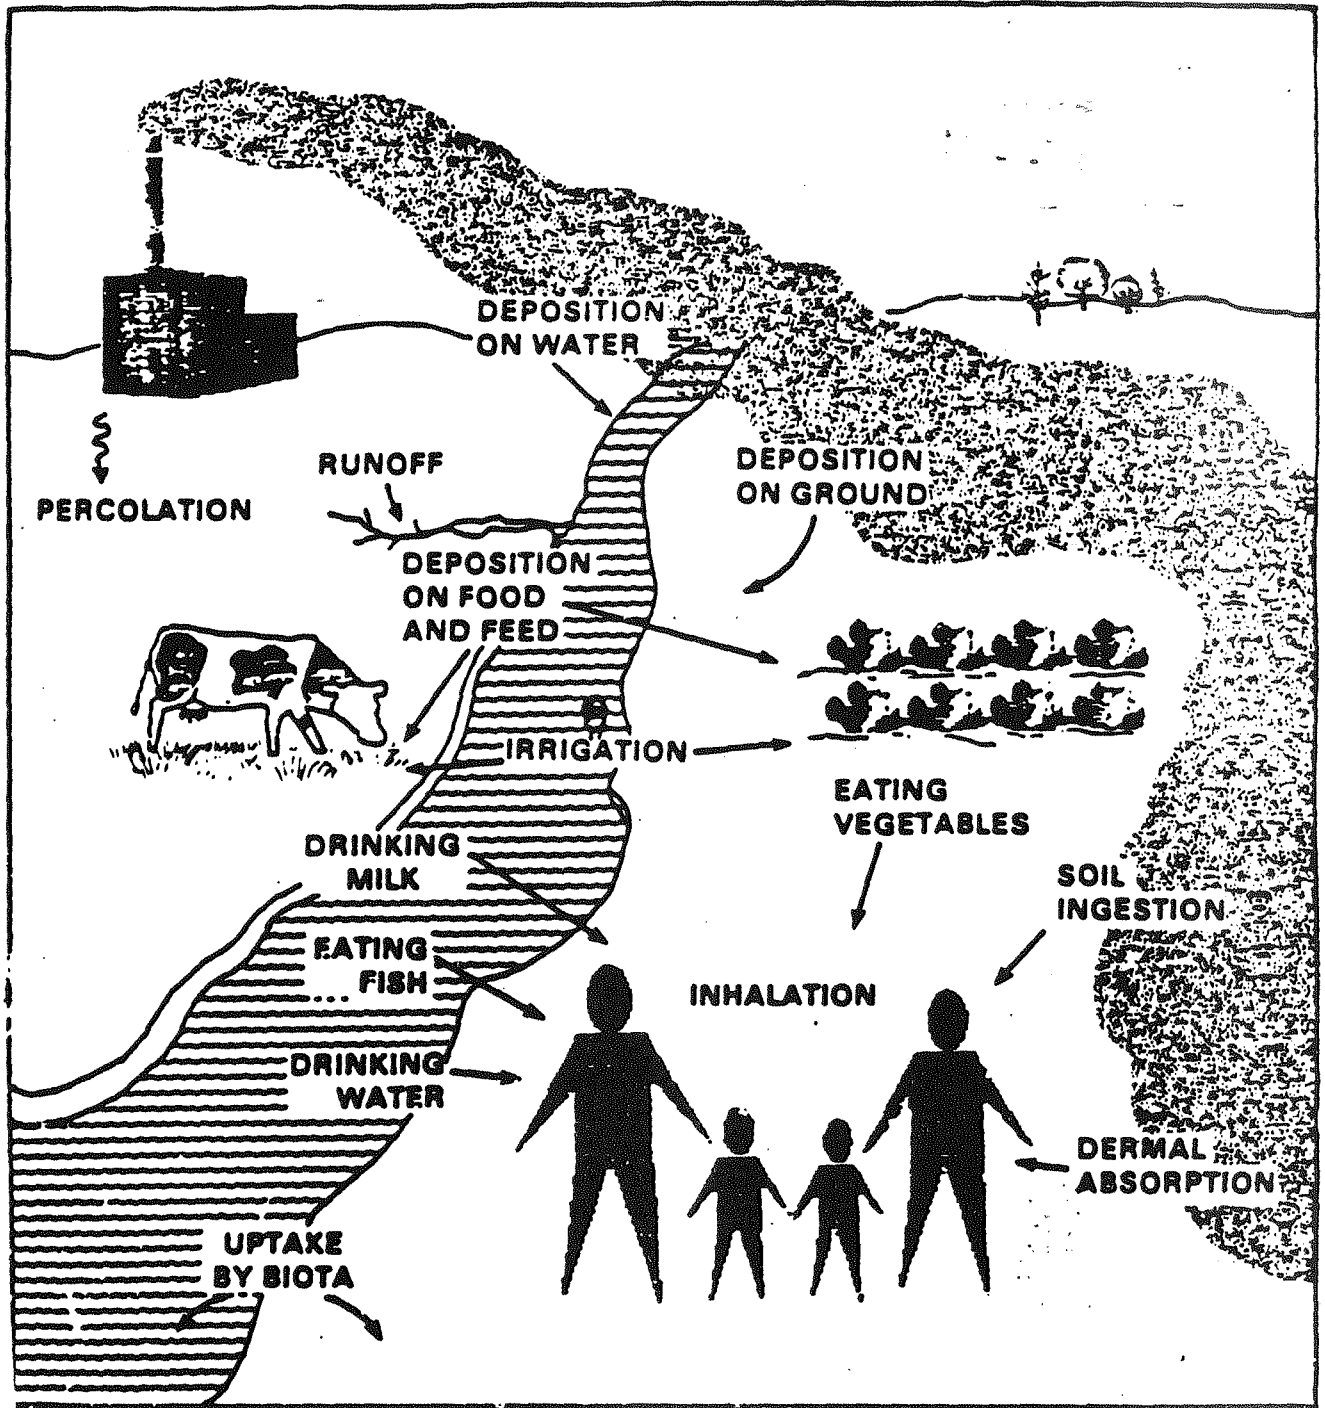 DEPOSITION
ON WATER
RUNOFF
DEPOSITION
ON GROUND
PERCOLATION
DEPOSITION
ON FOOD
AND FEED
IRRIGATION
EATING
VEGETABLES
DRINKING
MILK
SOIL
INGESTION
EATING
FISH
INHALATION
DRINKING
WATER
DERMAL
ABSORPTION
UPTAKE
BY BIOTA